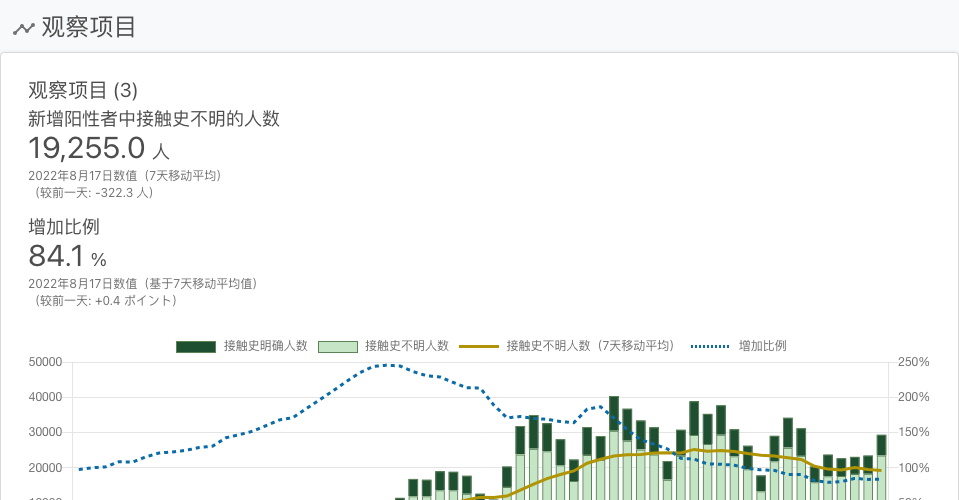 观察项目
观察项目 (3)
新增阳性者中接触史不明的人数
19,255.0 人
2022年8月17日数值（7天移动平均）
（较前一天: -322.3 人）
增加比例
84.1 %
2022年8月17日数值（基于7天移动平均值）
（较前一天: +0.4 ポイント）
接触史明确人数 接触史不明人数 接触史不明人数（7天移动平均） 增加比例
50000 250%
40000 200%
30000 150%
20000 100%